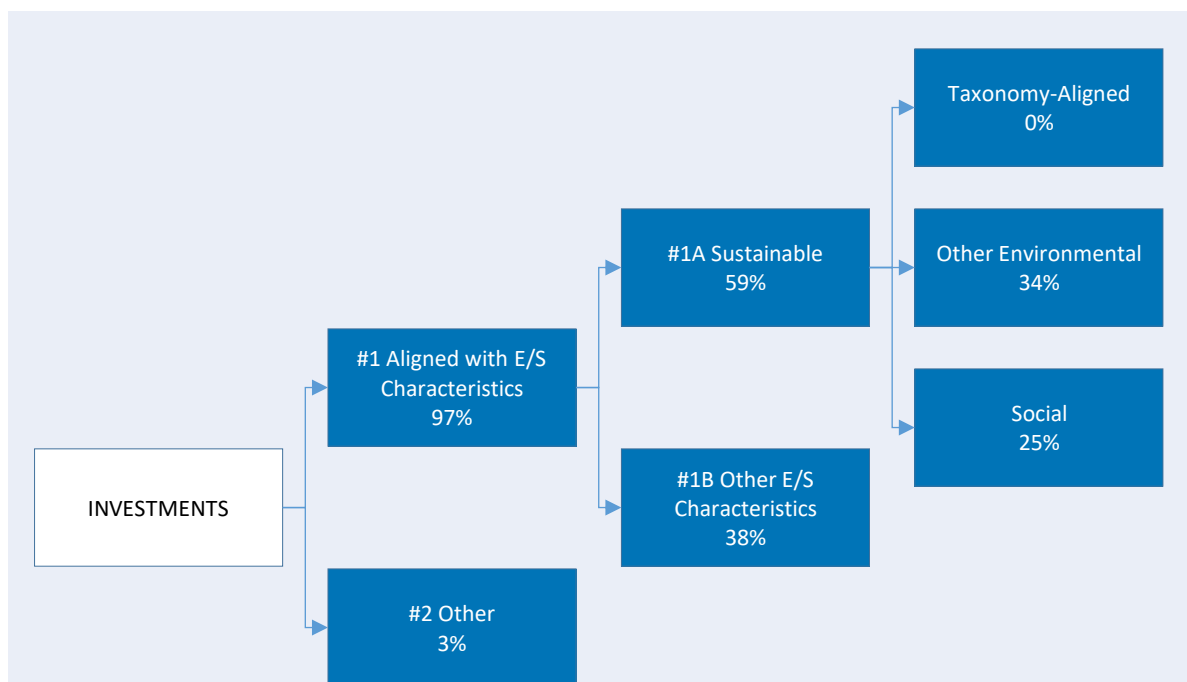 INVESTMENTS
#1 Aligned with E/S
Characteristics
97%
#2 Other
3%
#1A Sustainable
59%
#1B Other E/S
Characteristics
38%
Taxonomy-Aligned
0%
Other Environmental
34%
Social
25%